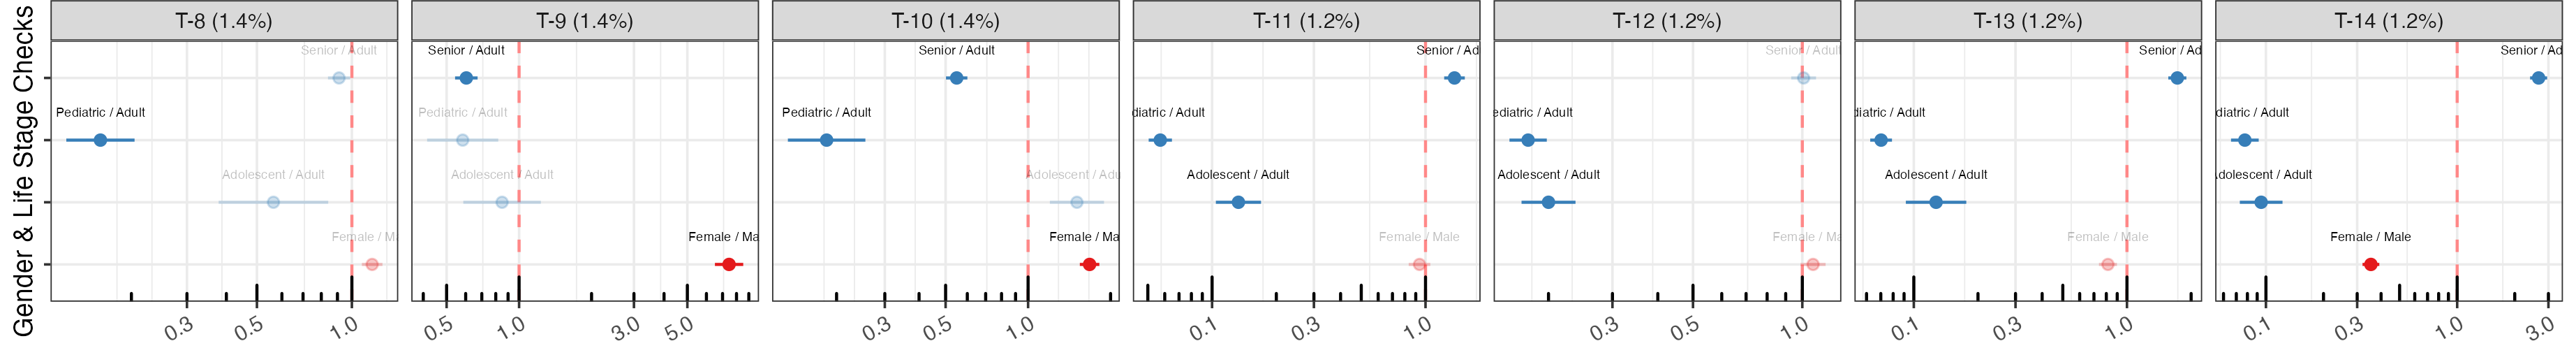 Gender & Life Stage Checks
T-8 (1.4%)
Senior / Adult
Pediatric / Adult
Adolescent / Adult
Female / Ma
0.3 0.5 1.0
T-9 (1.4%)
Senior / Adult
Pediatric / Adult
Adolescent / Adult
Female / Ma
0.5 1.0 3.0 5.0
T-10 (1.4%)
Senior / Adult
Pediatric / Adult
Adolescent / Adu
Female / Ma
0.3 0.5 1.0
T-11 (1.2%)
Senior / Ad
diatric / Adult
Adolescent / Adult
Female / Male
0.1 0.3 1.0
T-12 (1.2%)
Senior / Adult
ediatric / Adult
Adolescent / Adult
Female / Ma
0.3 0.5 1.0
T-13 (1.2%)
Senior / Ad
diatric / Adult
Adolescent / Adult
Female / Male
0.1 0.3 1.0
T-14 (1.2%)
Senior / Ad
diatric / Adult
dolescent / Adult
Female / Male
0.1 0.3 1.0 3.0